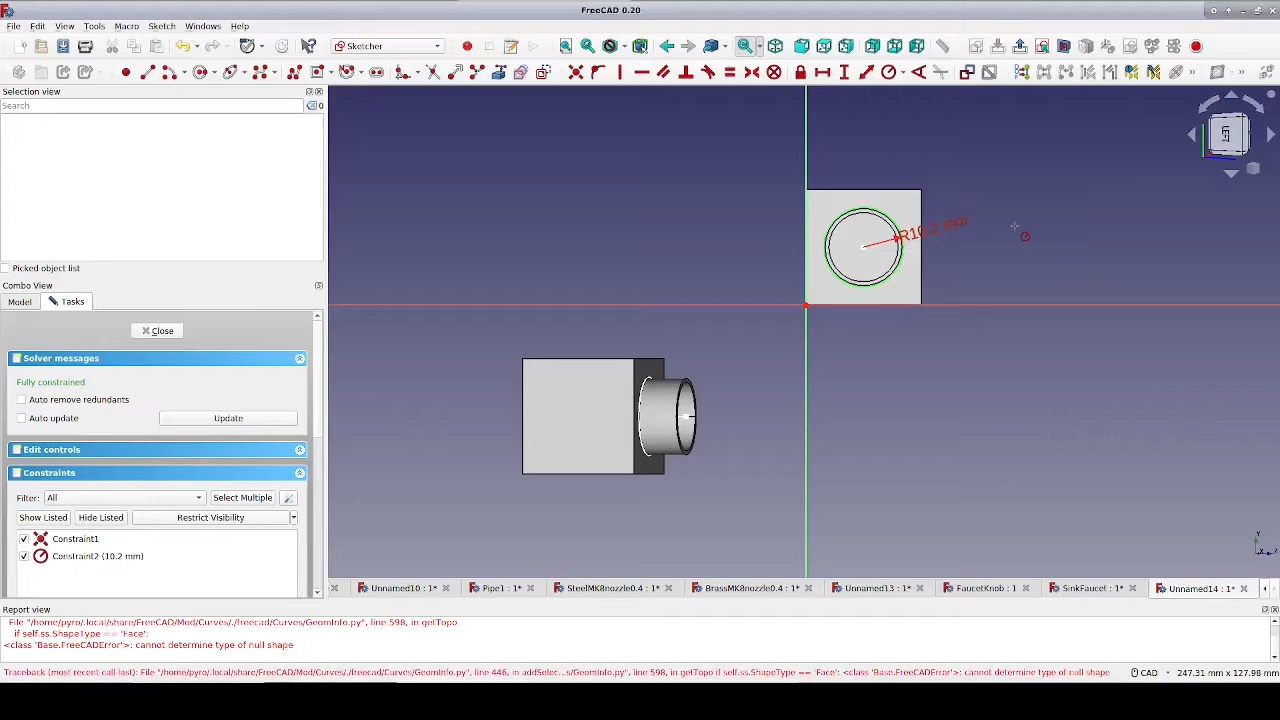 FreeCAD 0.20
File Edit View Tools Macro Sketch Windows Help
Sketcher
Selection view
Search
0
Picked object list
Combo View
Model Tasks
Close
Solver messages
Fully constrained
Auto remove redundants
Auto update Update
Edit controls
Constraints
Filter: All Select Multiple
Show Listed Hide Listed Restrict Visibility
Constraint1
Constraint2 (10.2 mm)
Unnamed10 : 1* Pipe1 : 1* SteelMK8nozzle0.4 : 1* BrassMK8nozzle0.4 : 1* Unnamed13 : 1* FaucetKnob : 1 SinkFaucet : 1* Unnamed14 : 1*
Report view
File "/home/pyro/.local/share/FreeCAD/Mod/Curves/./freecad/Curves/GeomInfo.py", line 598, in getTopo
if self.ss.ShapeType == 'Face':
<class 'Base.FreeCADError'>: cannot determine type of null shape
Traceback (most recent call last): File "/home/pyro/.local/share/FreeCAD/Mod/Curves/./freecad/Curves/GeomInfo.py", line 446, in addSelec...s/GeomInfo.py", line 598, in getTopo if self.ss.ShapeType == 'Face': <class 'Base.FreeCADError'>: cannot determine type of null shape CAD 247.31 mm x 127.98 mm